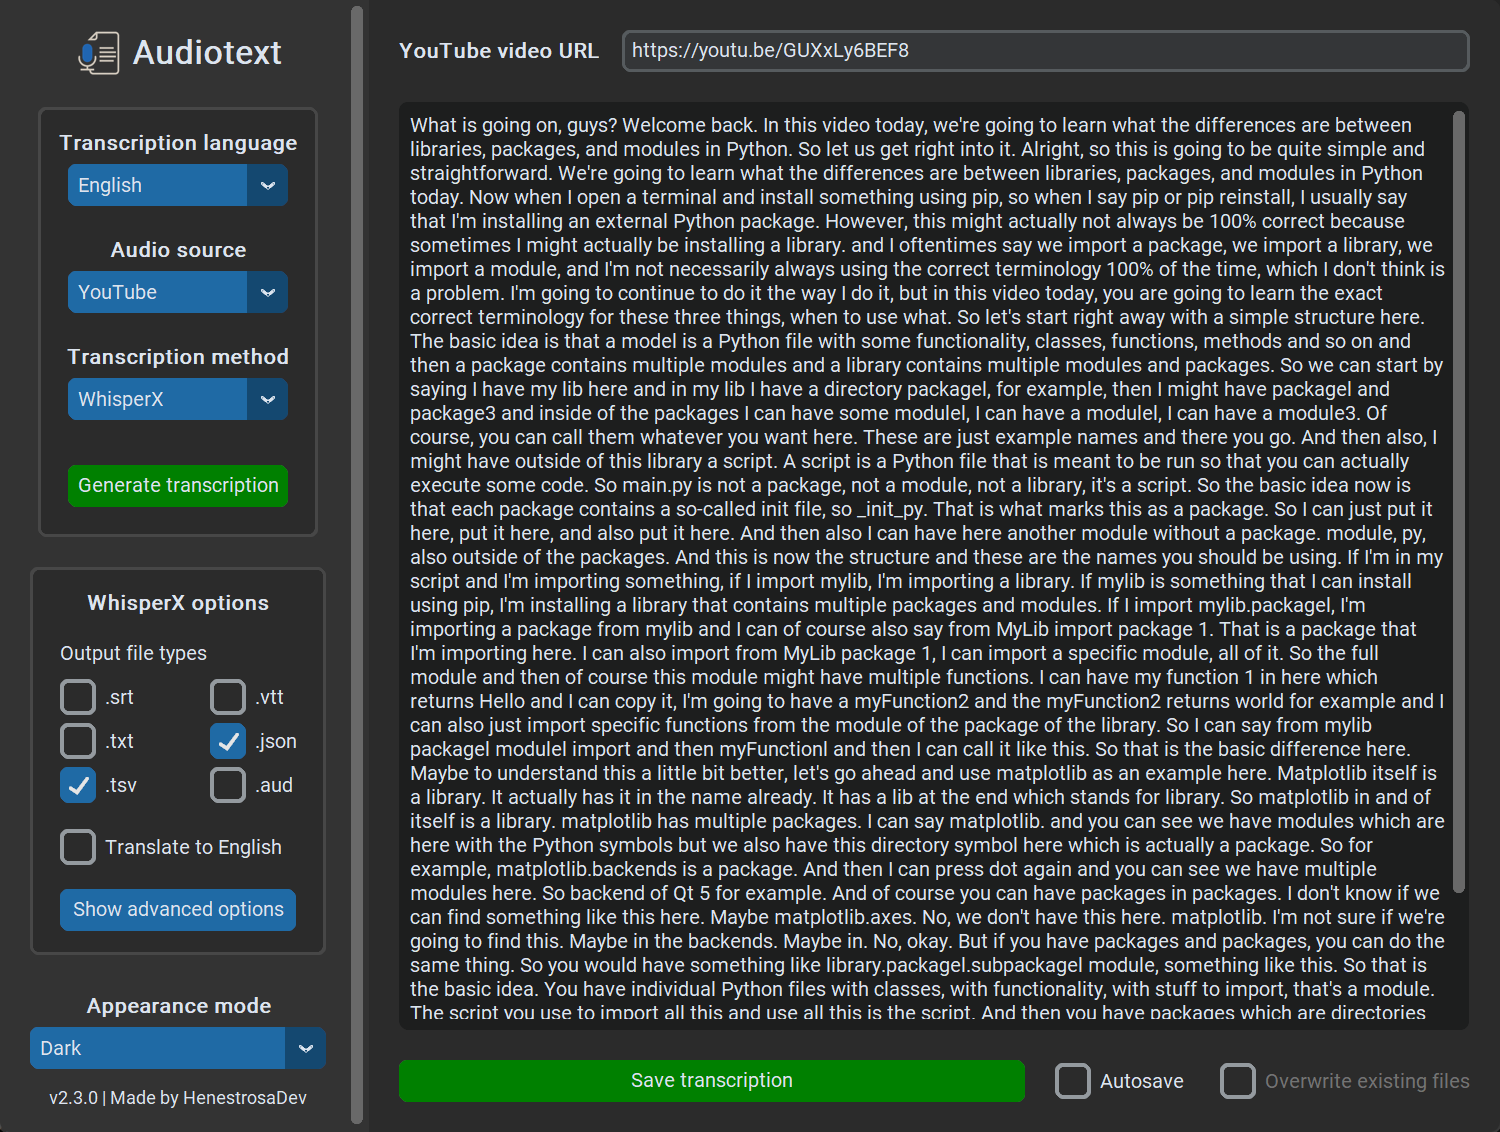 Audiotext
Transcription language
English
Audio source
YouTube
Transcription method
WhisperX
Generate transcription
WhisperX options
Output file types
.srt
.vtt
.txt
.json
.tsv
.aud
Translate to English
Show advanced options
Appearance mode
Dark
v2.3.0 | Made by HenestrosaDev
YouTube video URL
https://youtu.be/GUXxLy6BEF8
What is going on, guys? Welcome back. In this video today, we're going to learn what the differences are between
libraries, packages, and modules in Python. So let us get right into it. Alright, so this is going to be quite simple and
straightforward. We're going to learn what the differences are between libraries, packages, and modules in Python
today. Now when I open a terminal and install something using pip, so when I say pip or pip reinstall, I usually say
that I'm installing an external Python package. However, this might actually not always be 100% correct because
sometimes I might actually be installing a library. and I oftentimes say we import a package, we import a library, we
import a module, and I'm not necessarily always using the correct terminology 100% of the time, which I don't think is
a problem. I'm going to continue to do it the way I do it, but in this video today, you are going to learn the exact
correct terminology for these three things, when to use what. So let's start right away with a simple structure here.
The basic idea is that a model is a Python file with some functionality, classes, functions, methods and so on and
then a package contains multiple modules and a library contains multiple modules and packages. So we can start by
saying I have my lib here and in my lib I have a directory packagel, for example, then I might have packagel and
package3 and inside of the packages I can have some modulel, I can have a modulel, I can have a module3. Of
course, you can call them whatever you want here. These are just example names and there you go. And then also, I
might have outside of this library a script. A script is a Python file that is meant to be run so that you can actually
execute some code. So main.py is not a package, not a module, not a library, it's a script. So the basic idea now is
that each package contains a so-called init file, so _init_py. That is what marks this as a package. So I can just put it
here, put it here, and also put it here. And then also I can have here another module without a package. module, py,
also outside of the packages. And this is now the structure and these are the names you should be using. If I'm in my
script and I'm importing something, if I import mylib, I'm importing a library. If mylib is something that I can install
using pip, I'm installing a library that contains multiple packages and modules. If I import mylib.packagel, I'm
importing a package from mylib and I can of course also say from MyLib import package 1. That is a package that
I'm importing here. I can also import from MyLib package 1, I can import a specific module, all of it. So the full
module and then of course this module might have multiple functions. I can have my function 1 in here which
returns Hello and I can copy it, I'm going to have a myFunction2 and the myFunction2 returns world for example and I
can also just import specific functions from the module of the package of the library. So I can say from mylib
packagel modulel import and then myFunctionl and then I can call it like this. So that is the basic difference here.
Maybe to understand this a little bit better, let's go ahead and use matplotlib as an example here. Matplotlib itself is
a library. It actually has it in the name already. It has a lib at the end which stands for library. So matplotlib in and of
itself is a library. matplotlib has multiple packages. I can say matplotlib. and you can see we have modules which are
here with the Python symbols but we also have this directory symbol here which is actually a package. So for
example, matplotlib.backends is a package. And then I can press dot again and you can see we have multiple
modules here. So backend of Qt 5 for example. And of course you can have packages in packages. I don't know if we
can find something like this here. Maybe matplotlib.axes. No, we don't have this here. matplotlib. I'm not sure if we're
going to find this. Maybe in the backends. Maybe in. No, okay. But if you have packages and packages, you can do the
same thing. So you would have something like library.packagel.subpackagel module, something like this. So that is
the basic idea. You have individual Python files with classes, with functionality, with stuff to import, that's a module.
The script you use to import all this and use all this is the script. And then you have packages which are directories
Save transcription
Autosave
Overwrite existing files